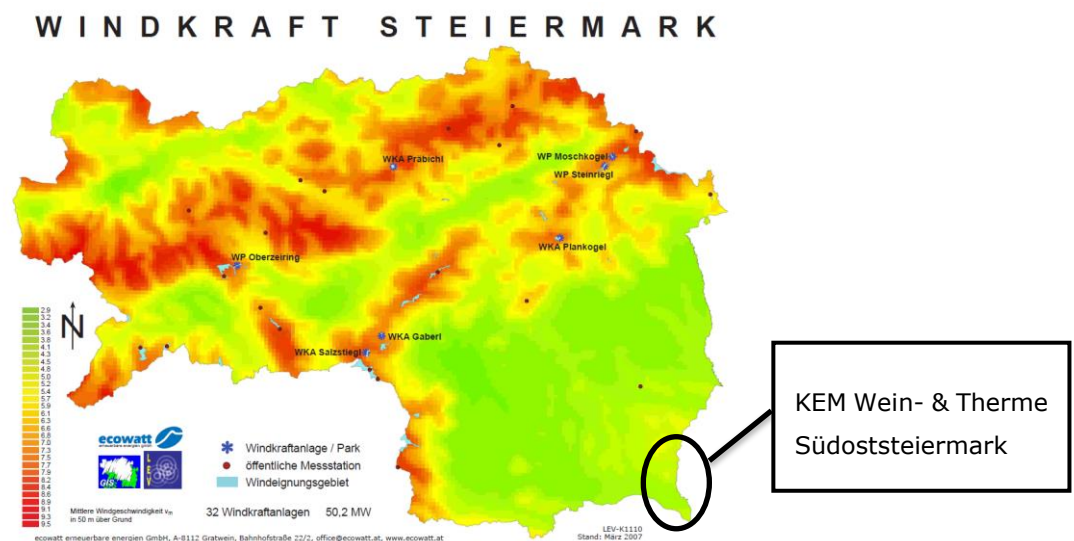 WINDKRAFT STEIERMARK
WKA Präbichl
WP Moschkogel
WP Steinriegl
WKA Plankogel
WP Oberzeiring
WKA Gaberl
WKA Salzstiegl
N
2.9
3.2
3.4
3.6
3.8
4.1
4.3
4.5
4.8
5.0
5.2
5.4
5.7
5.9
6.1
6.3
6.6
6.8
7.0
7.3
7.5
7.7
7.9
8.2
8.4
8.6
8.9
9.1
9.3
9.5
ecowatt
erneuerbare energien gmbh
GIS
LEV
Windkraftanlage / Park
öffentliche Messstation
Windeignungsgebiet
Mittlere Windgeschwindigkeit vm
in 50 m über Grund
32 Windkraftanlagen 50,2 MW
LEV-K1110
Stand: März 2007
ecowatt erneuerbare energien GmbH, A-8112 Gratwein, Bahnhofstraße 22/2, office@ecowatt.at, www.ecowatt.at
KEM Wein- & Therme
Südoststeiermark